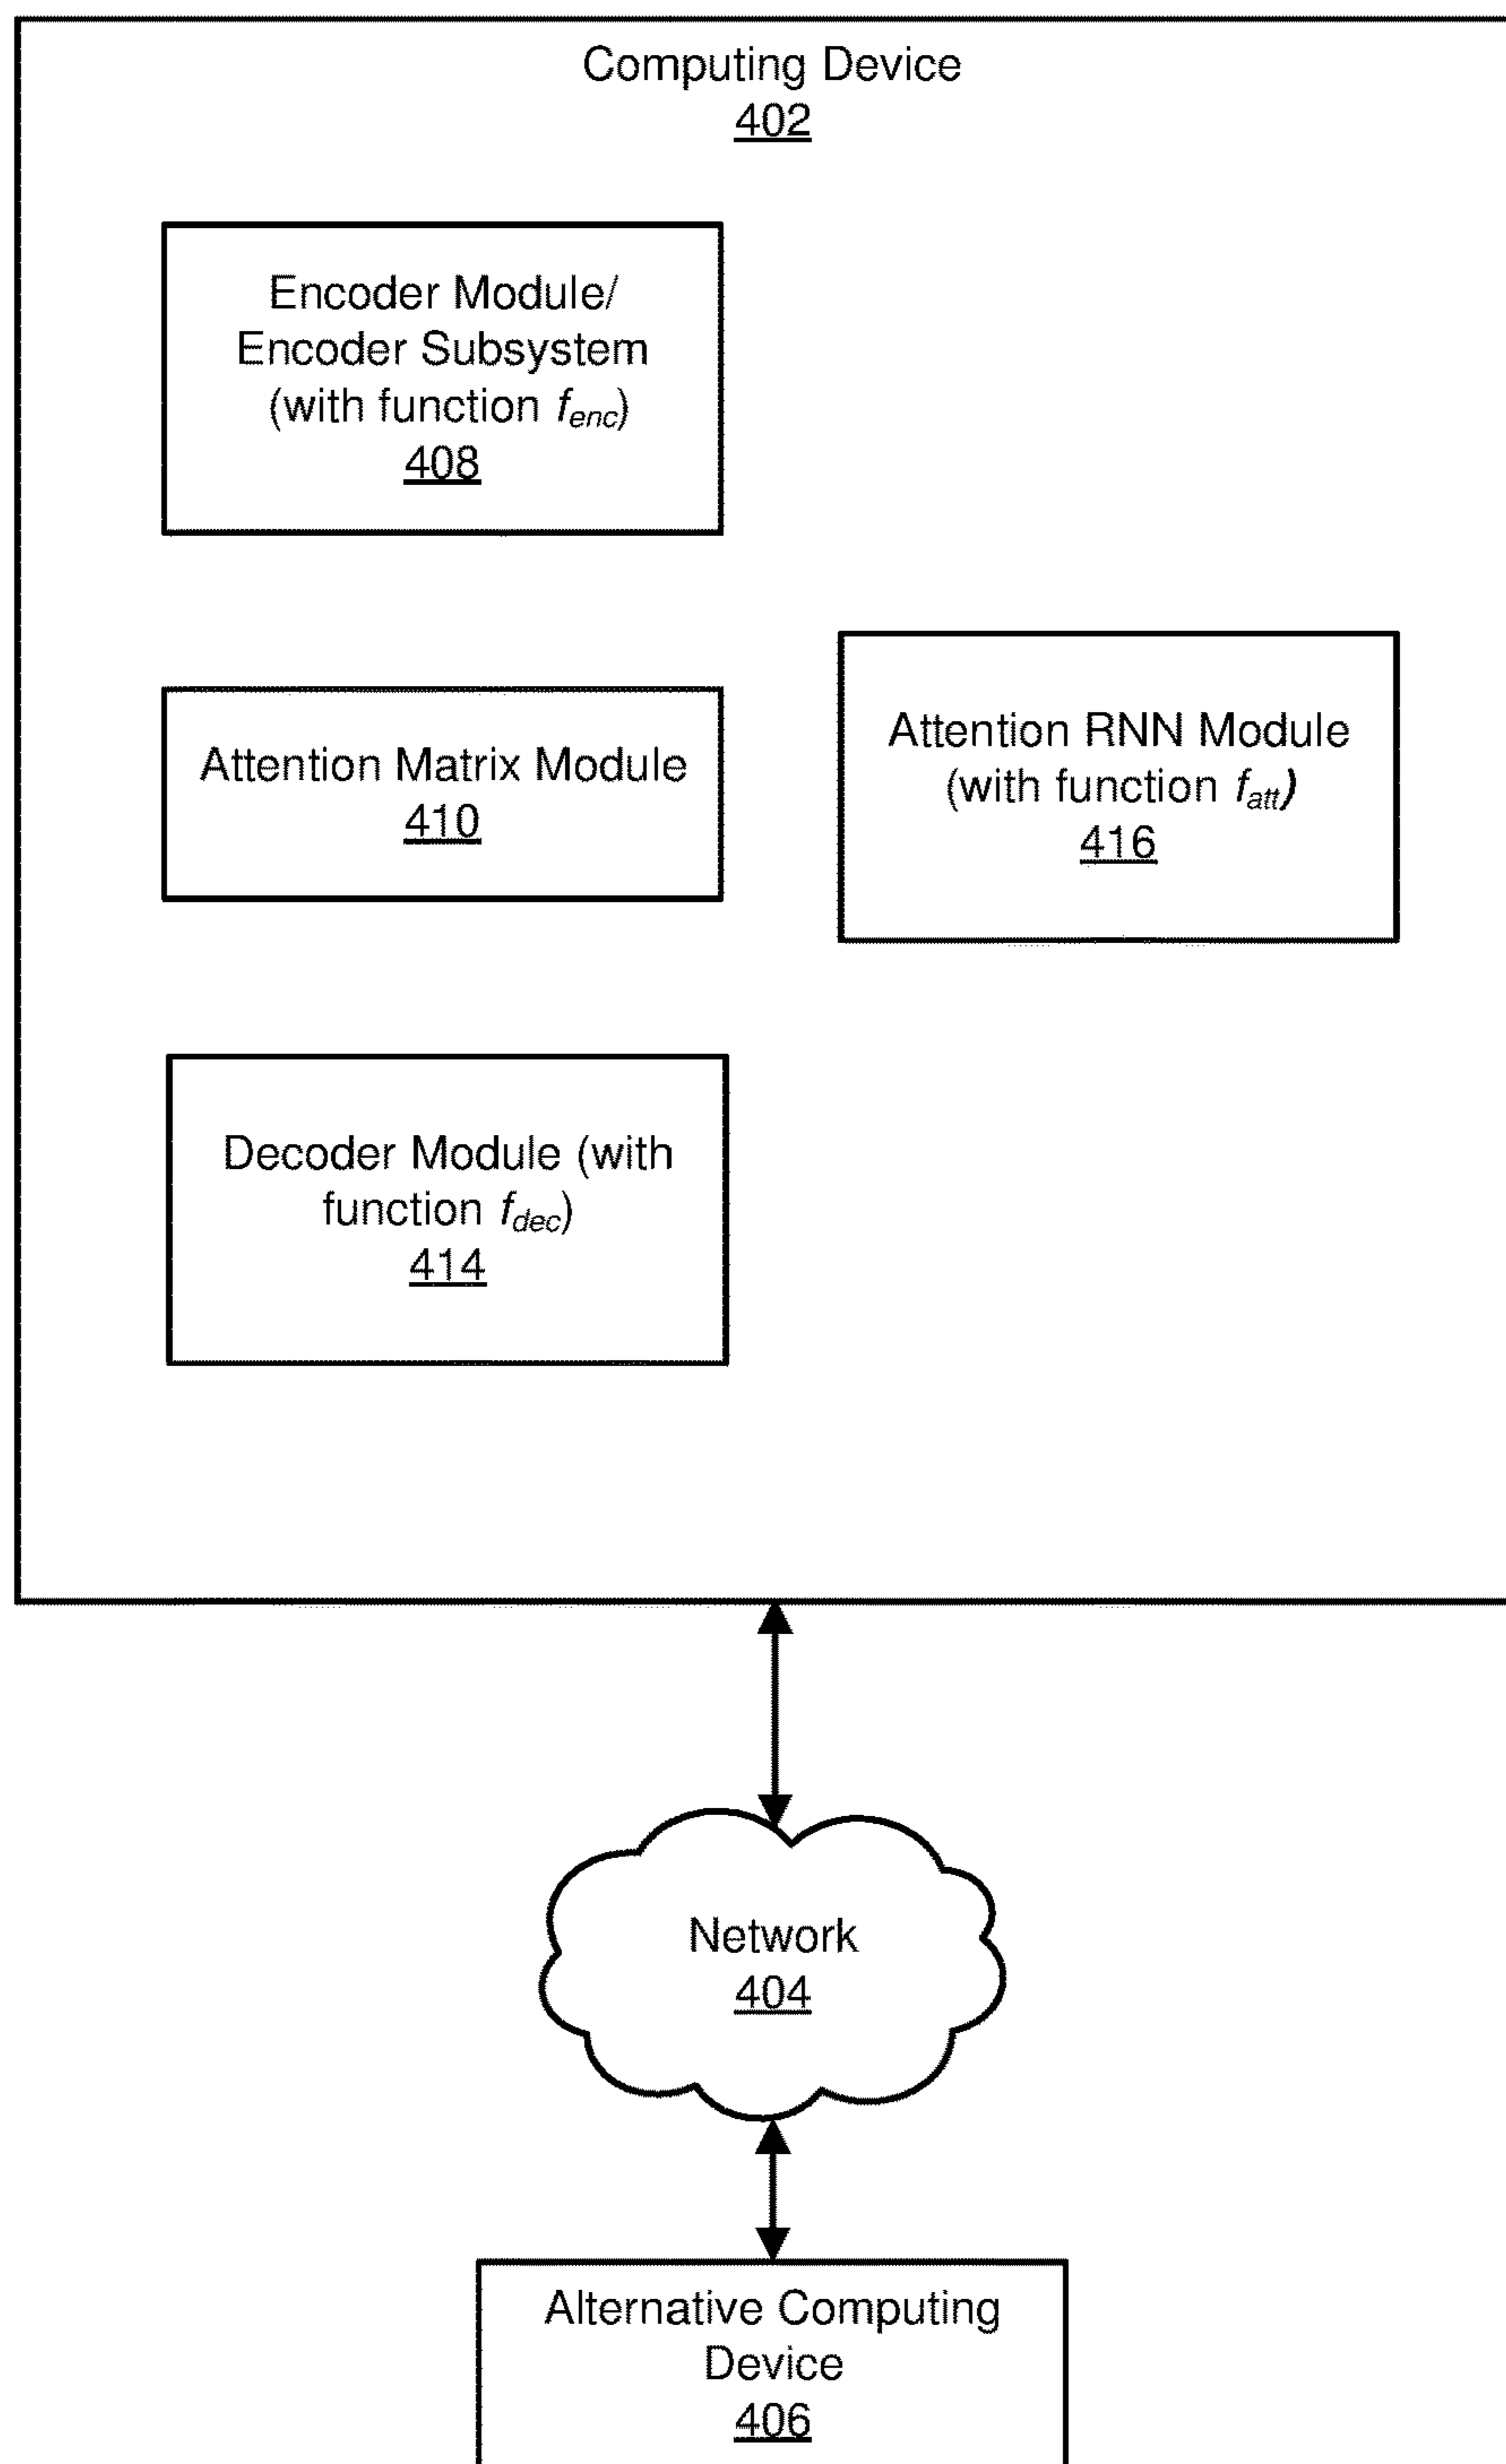 Computing Device
402
Encoder Module/
Encoder Subsystem
(with function fenc)
408
Attention Matrix Module
410
Attention RNN Module
(with function fatt)
416
Decoder Module (with
function fdec)
414
Network
404
Alternative Computing
Device
406